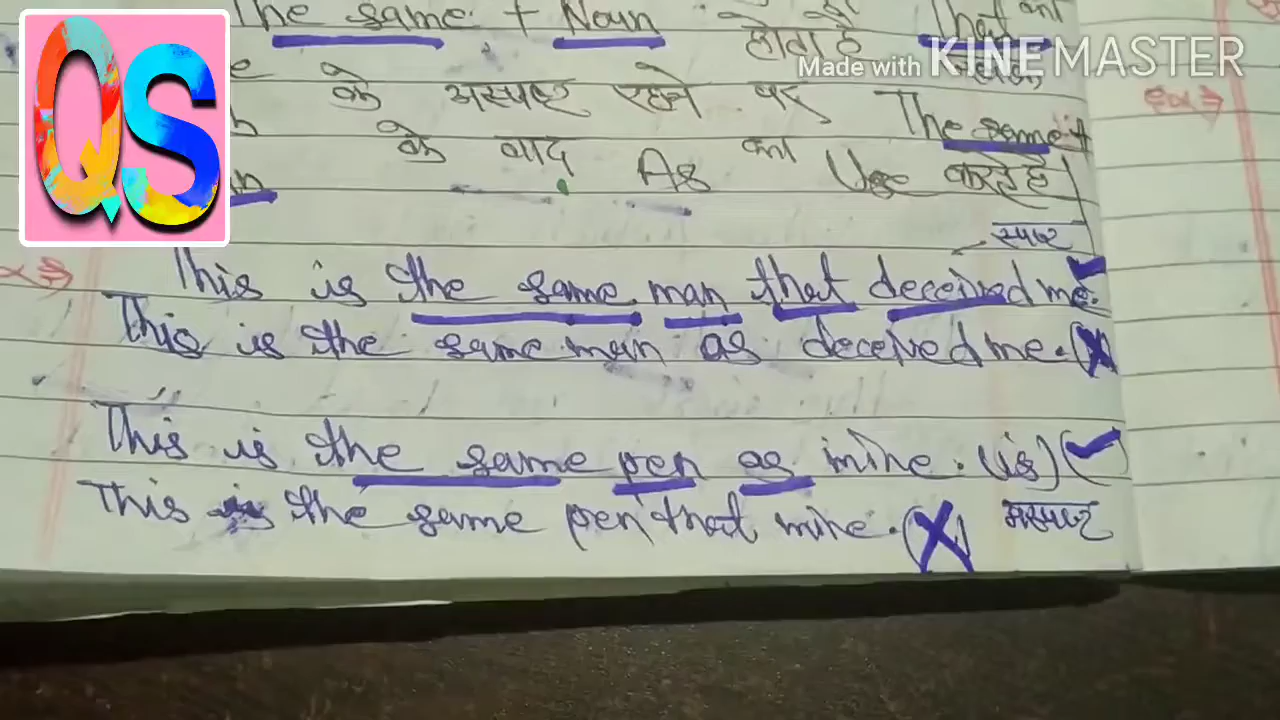 QS
The same + Noun होता है That का
Made with KINEMASTER
के अस्पष्ट रहने पर The same +
के बाद As का Use करते है|
स्पष्ट
This is the same man that deceived me.
This is the same man as deceived me. (X)
This is the same pen as mine. (is) (✓)
This is the same pen that mine. (X) अस्पष्ट